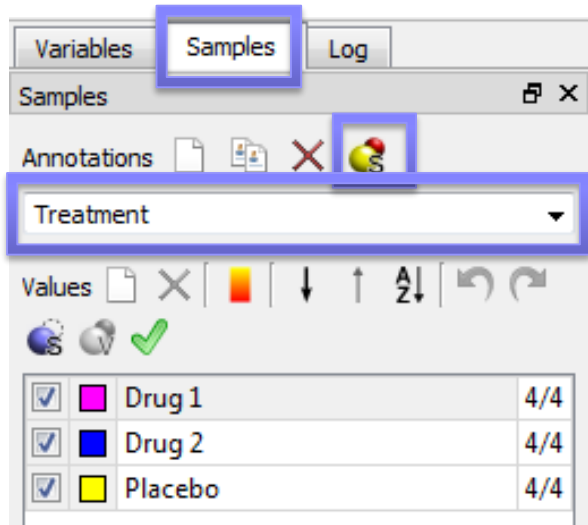 Variables Samples Log
Samples
Annotations
Treatment
Values
Drug 1 4/4
Drug 2 4/4
Placebo 4/4